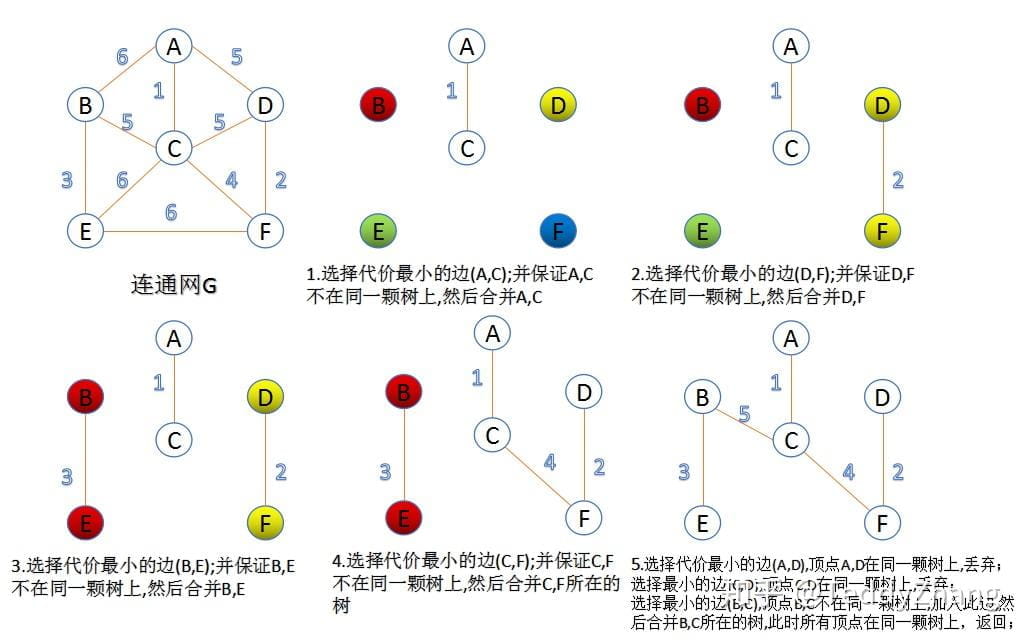 A
6
5
B
1
D
5
5
C
3
6
4
2
6
E
F
连通网G
A
1
B
D
C
E
F
1.选择代价最小的边(A,C);并保证A,C
不在同一颗树上,然后合并A,C
A
1
B
D
C
2
E
F
2.选择代价最小的边(D,F);并保证D,F
不在同一颗树上,然后合并D,F
A
1
B
D
C
3
2
E
F
3.选择代价最小的边(B,E);并保证B,E
不在同一颗树上,然后合并B,E
A
1
B
D
C
3
4
2
E
F
4.选择代价最小的边(C,F);并保证C,F
不在同一颗树上,然后合并C,F所在的
树
A
1
B
D
5
C
3
4
2
E
F
5.选择代价最小的边(A,D),顶点A,D在同一颗树上,丢弃;
选择最小的边(C,D),顶点C,D在同一颗树上,丢弃;
选择最小的边(B,C),顶点B,C不在同一颗树上,加入此边,然
后合并B,C所在的树,此时所有顶点在同一颗树上，返回；
知乎 @TeddyZhang